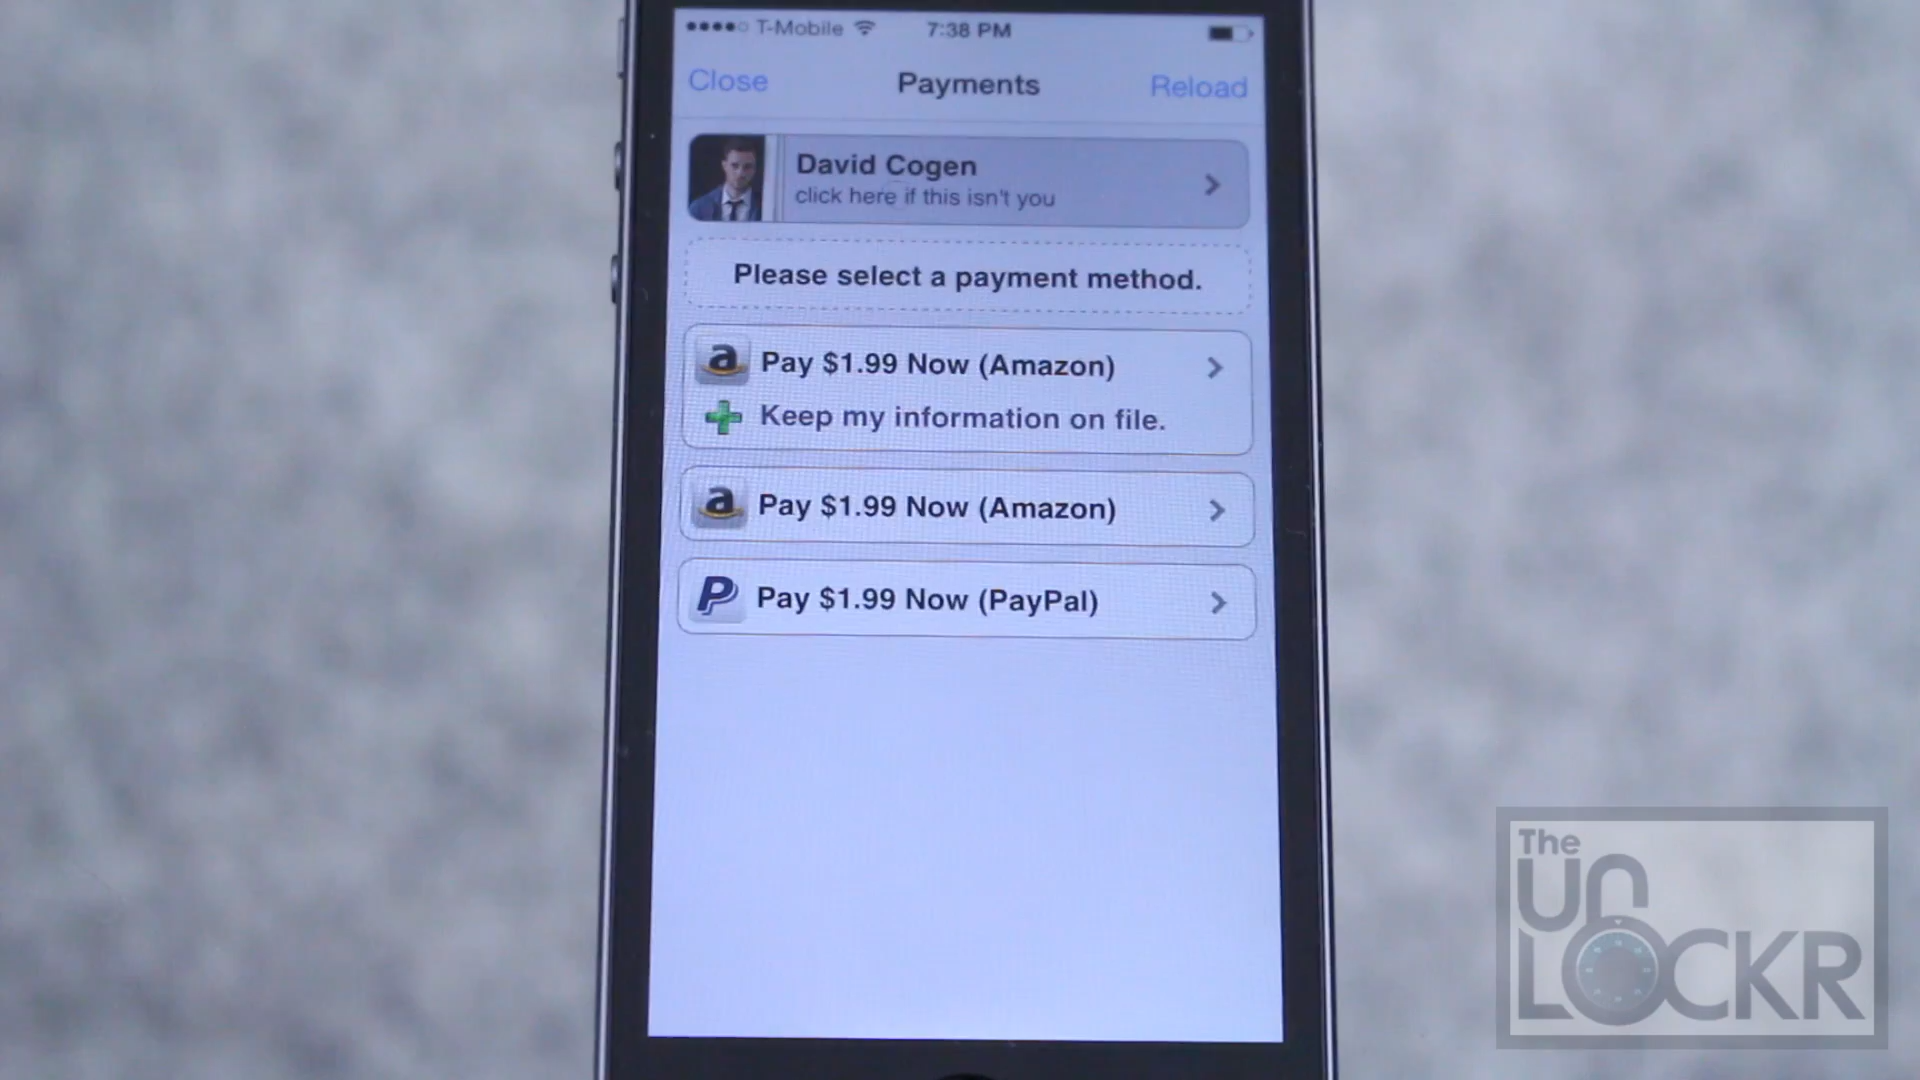 T-Mobile 7:38 PM
Close Payments Reload
David Cogen
click here if this isn't you
Please select a payment method.
a Pay $1.99 Now (Amazon)
Keep my information on file.
a Pay $1.99 Now (Amazon)
P Pay $1.99 Now (PayPal)
The
UN
LOCKR